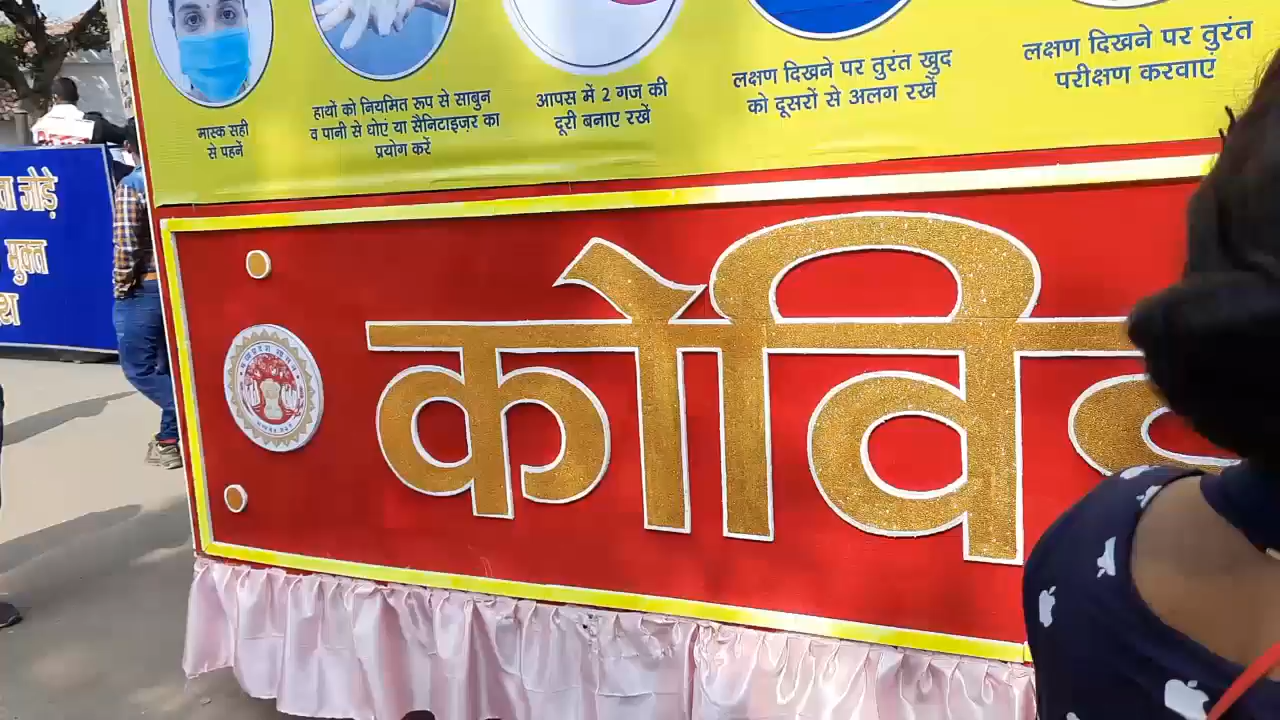 मास्क सही
से पहनें
हाथों को नियमित रूप से साबुन
व पानी से धोएं या सैनिटाइज़र का
प्रयोग करें
आपस में 2 गज की
दूरी बनाए रखें
लक्षण दिखने पर तुरंत खुद
को दूसरों से अलग रखें
लक्षण दिखने पर तुरंत
परीक्षण करवाएं
जोड़े
मुक्त
कोवि